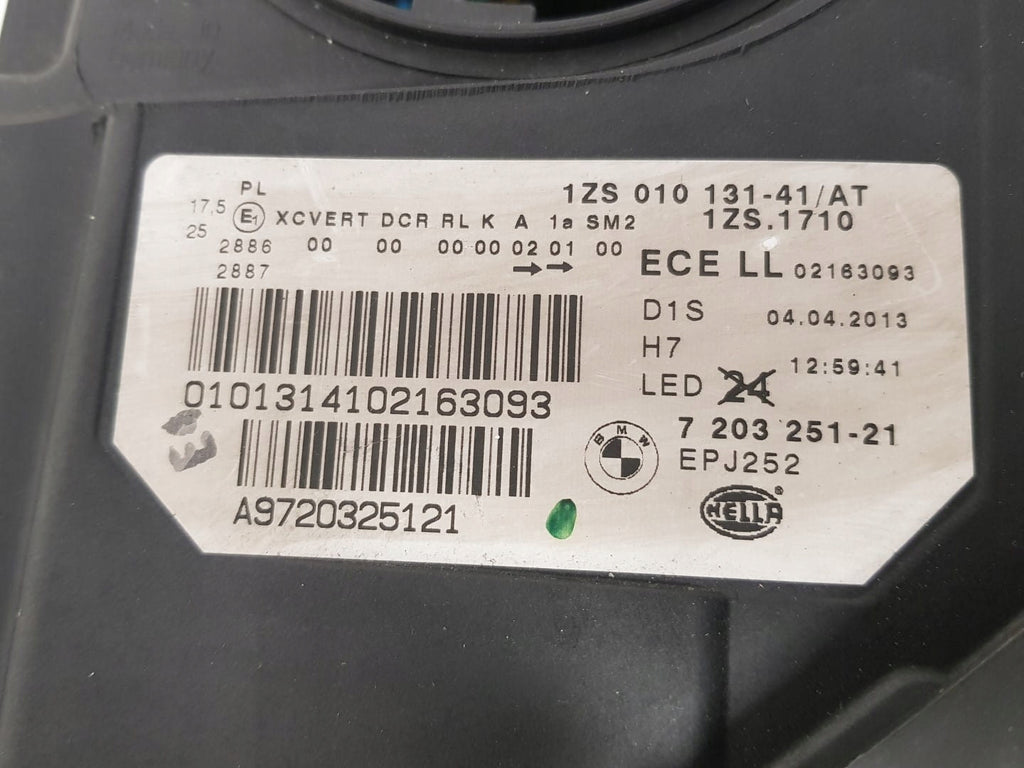 PL
1ZS 010 131-41/AT
17,5 E1 XCVERT DCR RL K A 1a SM2 1ZS.1710
25 2886 00 00 00 00 02 01 00
2887 → →
ECE LL 02163093
D1S 04.04.2013
H7 12:59:41
LED 24
0101314102163093
7 203 251-21
BMW EPJ252
HELLA ®
A9720325121